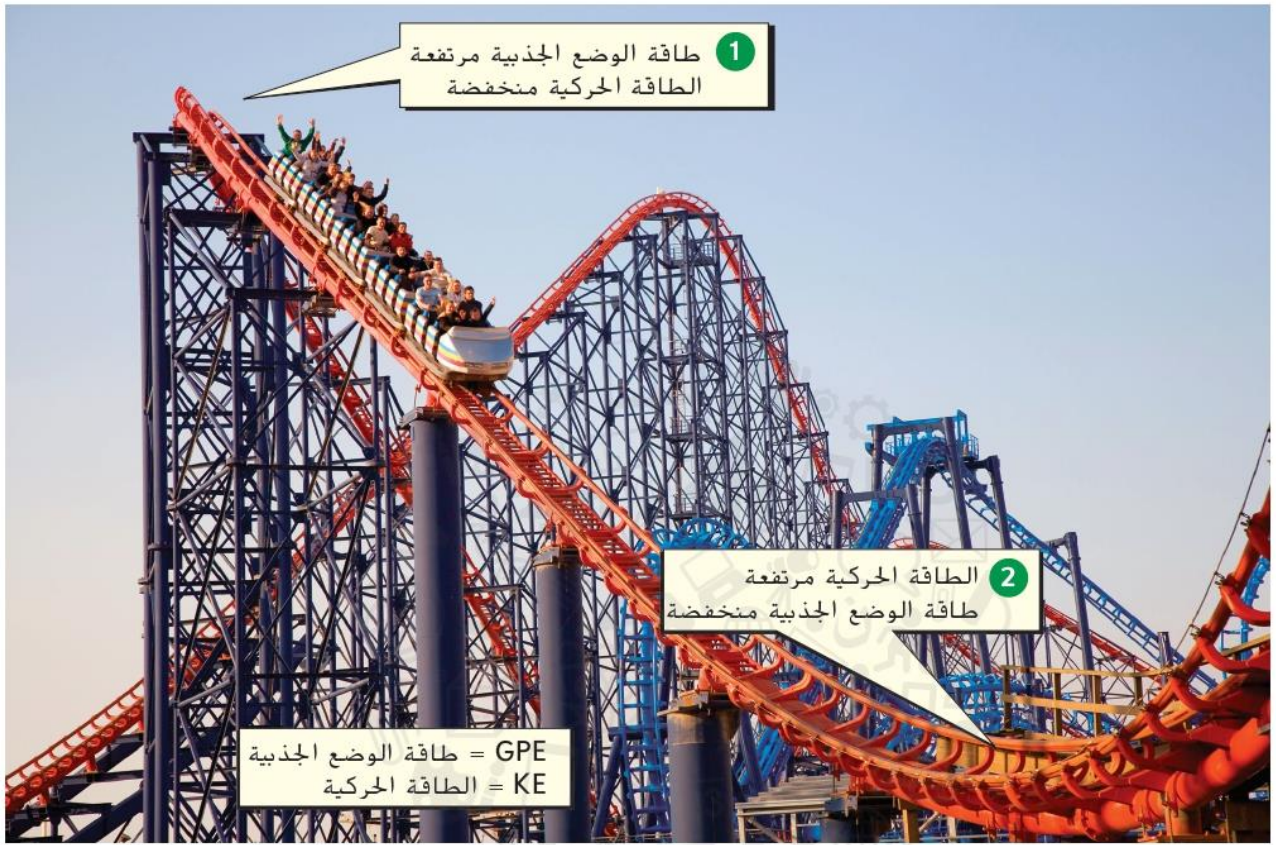 1 طاقة الوضع الجذبية مرتفعة
الطاقة الحركية منخفضة
2 الطاقة الحركية مرتفعة
طاقة الوضع الجذبية منخفضة
GPE = طاقة الوضع الجذبية
KE = الطاقة الحركية